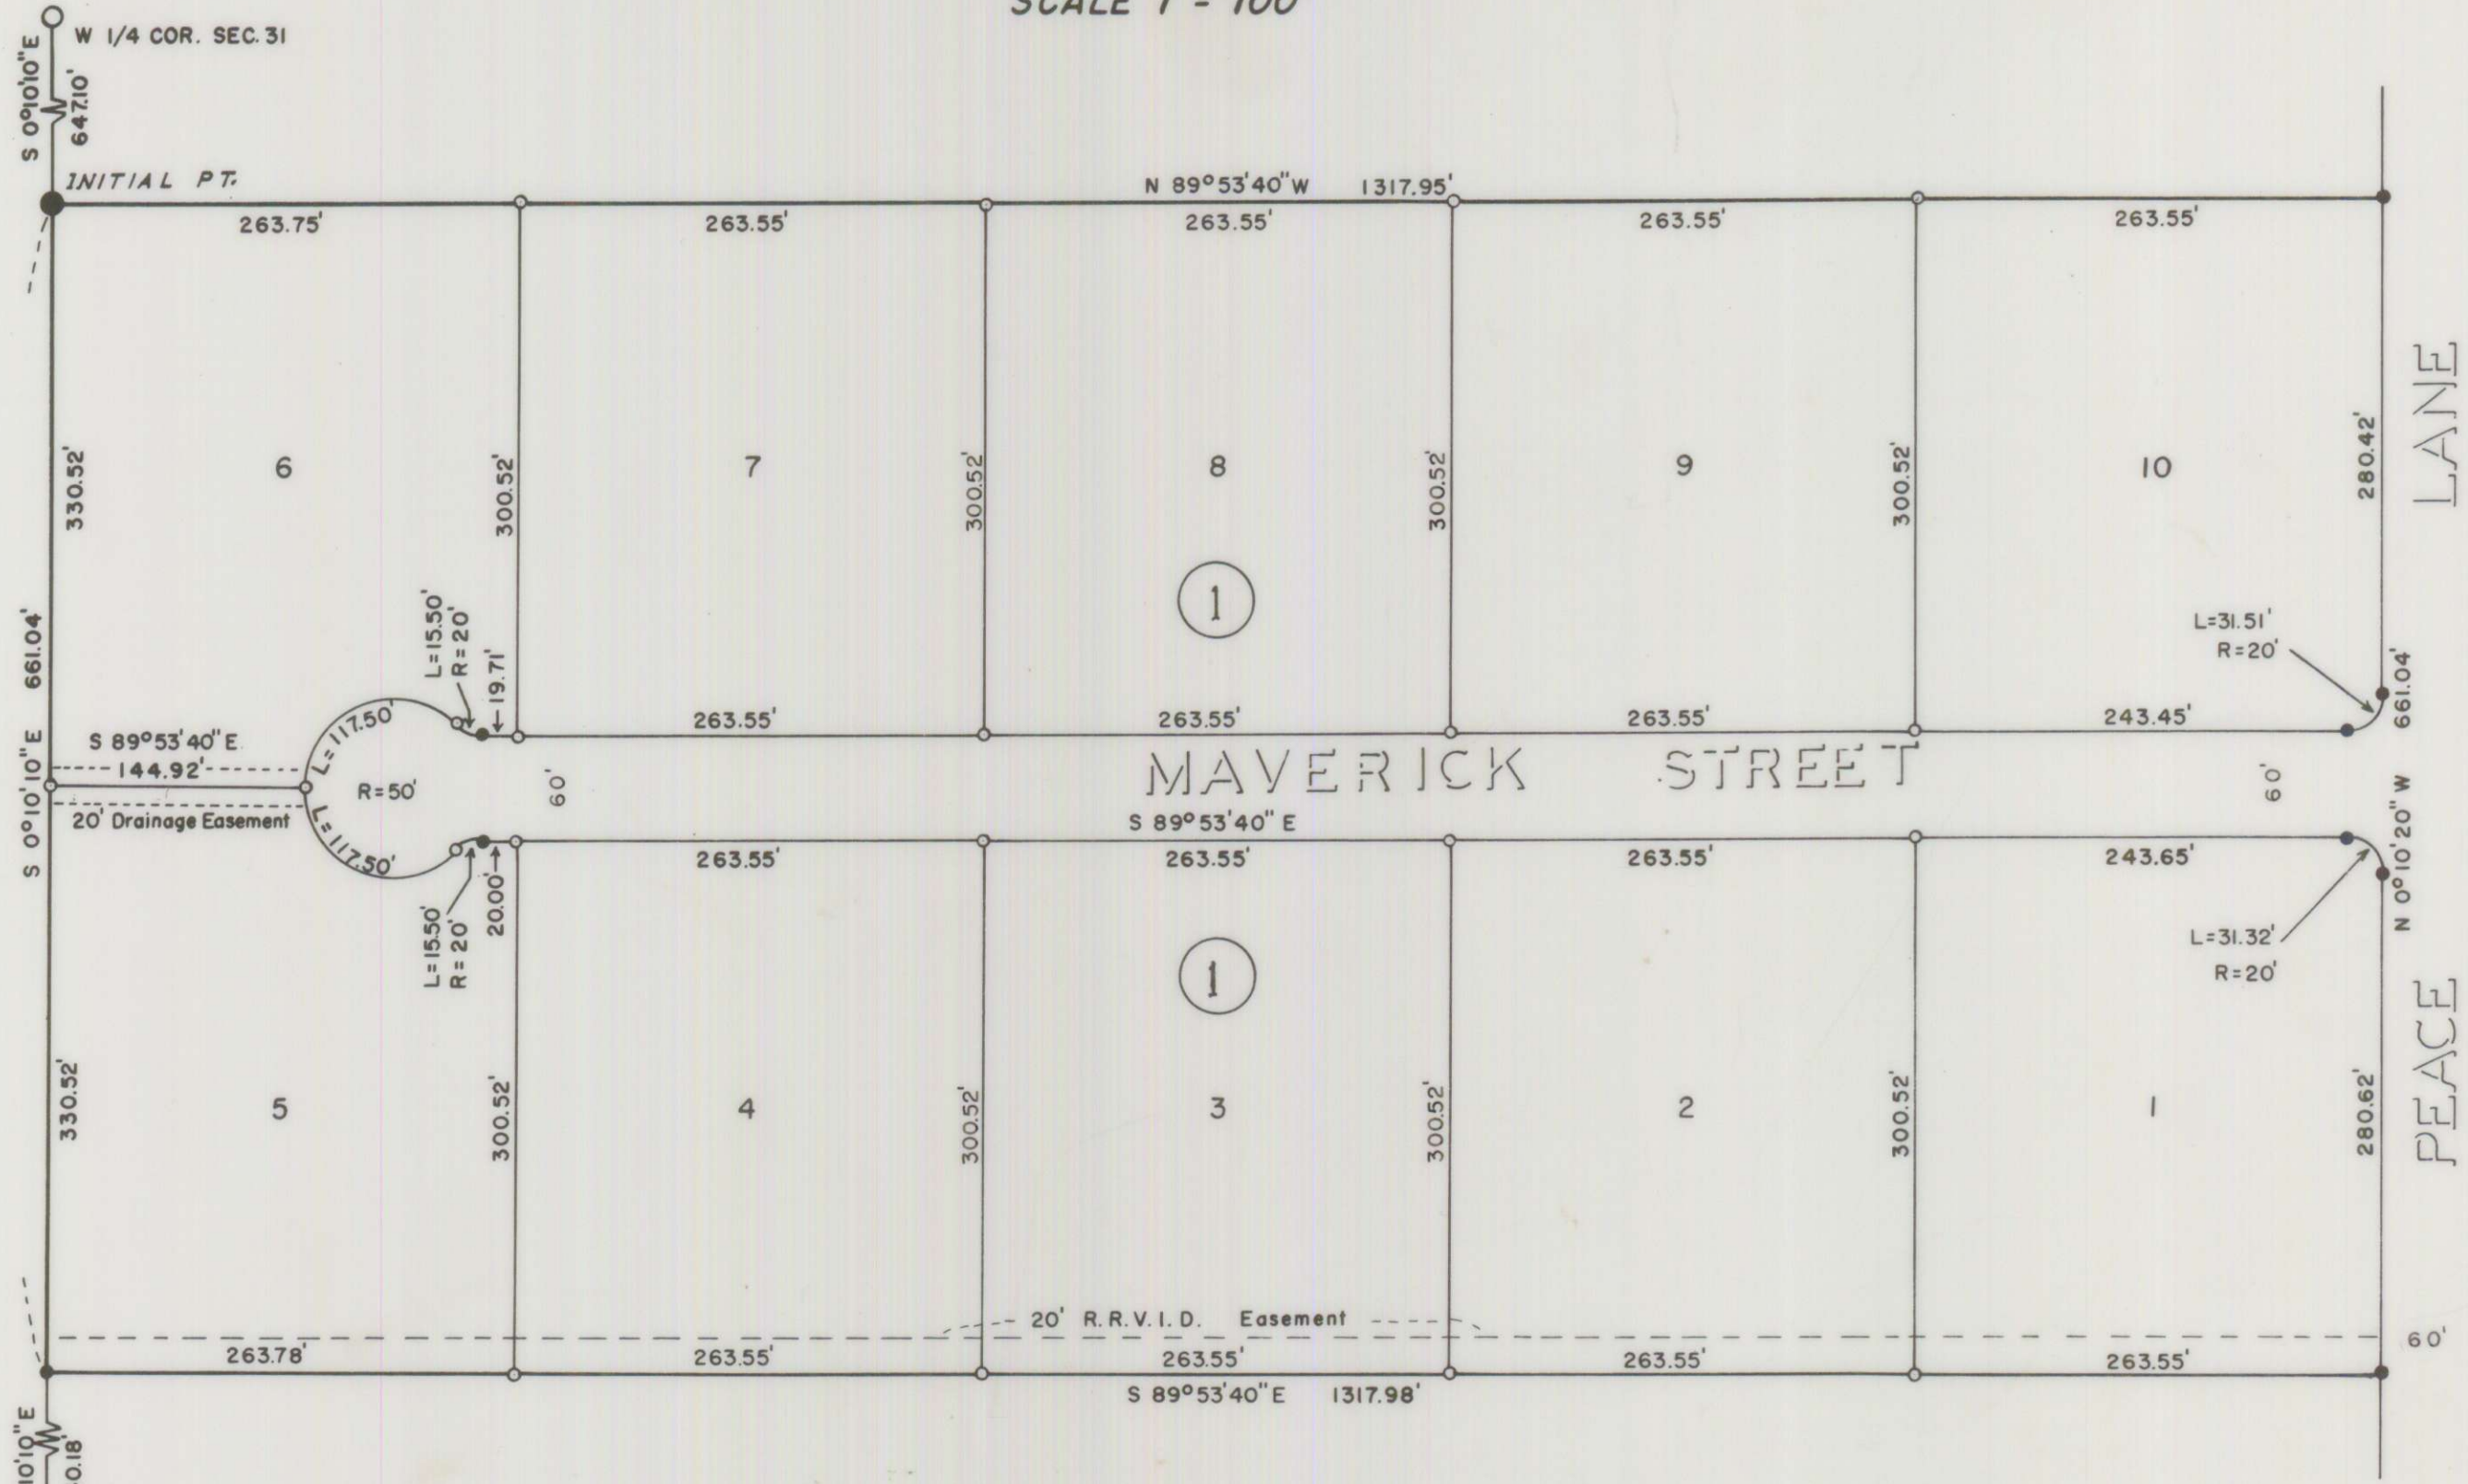 SCALE 1" = 100'
W 1/4 COR. SEC. 31
S 0°10'10" E
647.10'
INITIAL PT.
N 89°53'40" W 1317.95'
263.75'
263.55'
263.55'
263.55'
263.55'
330.52'
6
300.52'
7
300.52'
8
300.52'
9
300.52'
10
280.42'
LANE
1
L=15.50'
R=20'
19.71'
L=31.51'
R=20'
S 0°10'10" E 661.04'
661.04'
N 0°10'20" W
263.55'
263.55'
263.55'
243.45'
S 89°53'40" E
144.92'
20' Drainage Easement
L=117.50'
R=50'
L=117.50'
60'
MAVERICK STREET
60'
S 89°53'40" E
263.55'
263.55'
263.55'
243.65'
L=15.50'
R=20'
20.00'
L=31.32'
R=20'
1
330.52'
5
300.52'
4
300.52'
3
300.52'
2
300.52'
1
280.62'
PEACE
20' R.R.V.I.D. Easement
60'
263.78'
263.55'
263.55'
263.55'
263.55'
S 89°53'40" E 1317.98'
10'10" E
0.18'